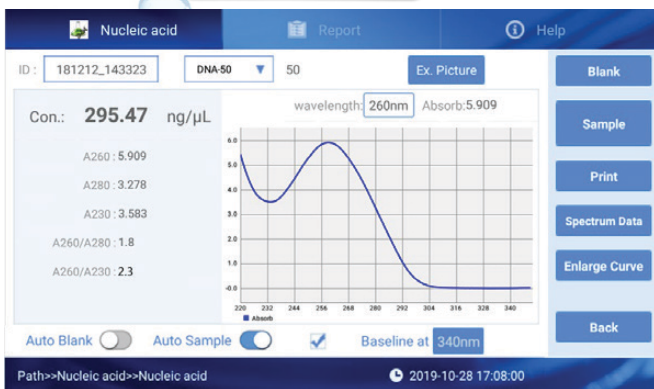 Nucleic acid Report Help
ID : 181212_143323 DNA-50 50 Ex. Picture
Blank
Con.: 295.47 ng/μL
wavelength: 260nm Absorb:5.909
Sample
A260 : 5.909
A280 : 3.278
A230 : 3.583
A260/A280 : 1.8
A260/A230 : 2.3
6.0
5.0
4.0
3.0
2.0
1.0
-0.0
220 232 244 256 268 280 292 304 316 328 340
Absorb
Print
Spectrum Data
Enlarge Curve
Back
Auto Blank Auto Sample Baseline at 340nm
Path>>Nucleic acid>>Nucleic acid 2019-10-28 17:08:00